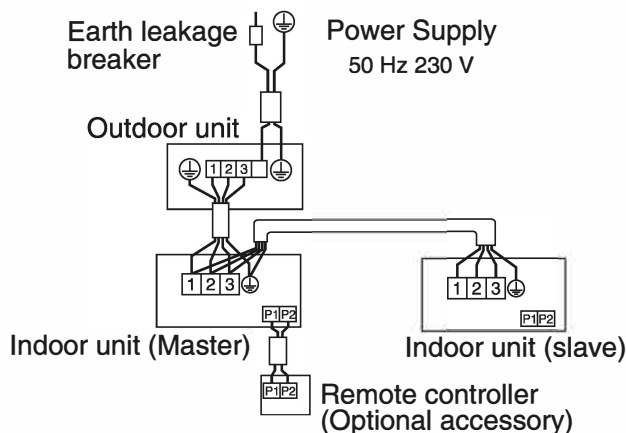 Earth leakage
breaker
Power Supply
50 Hz 230 V
Outdoor unit
1 2 3
1 2 3
P1 P2
Indoor unit (Master)
1 2 3
P1 P2
Indoor unit (slave)
P1 P2
Remote controller
(Optional accessory)